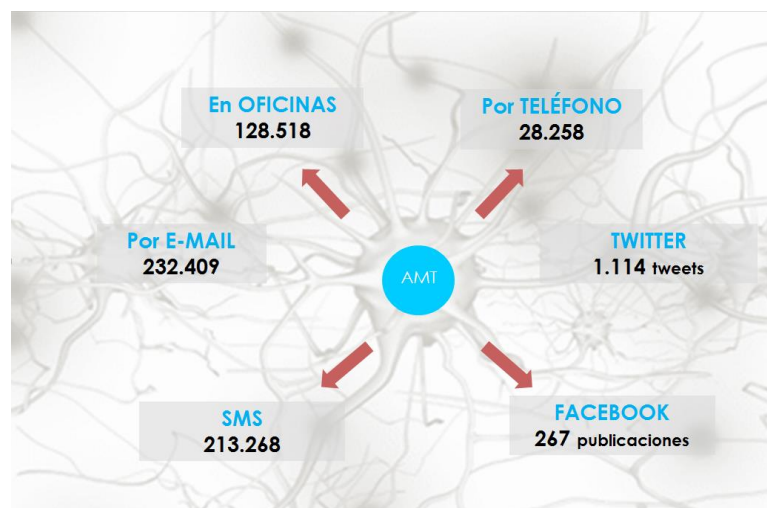 En OFICINAS
128.518
Por TELÉFONO
28.258
Por E-MAIL
232.409
AMT
TWITTER
1.114 tweets
SMS
213.268
FACEBOOK
267 publicaciones